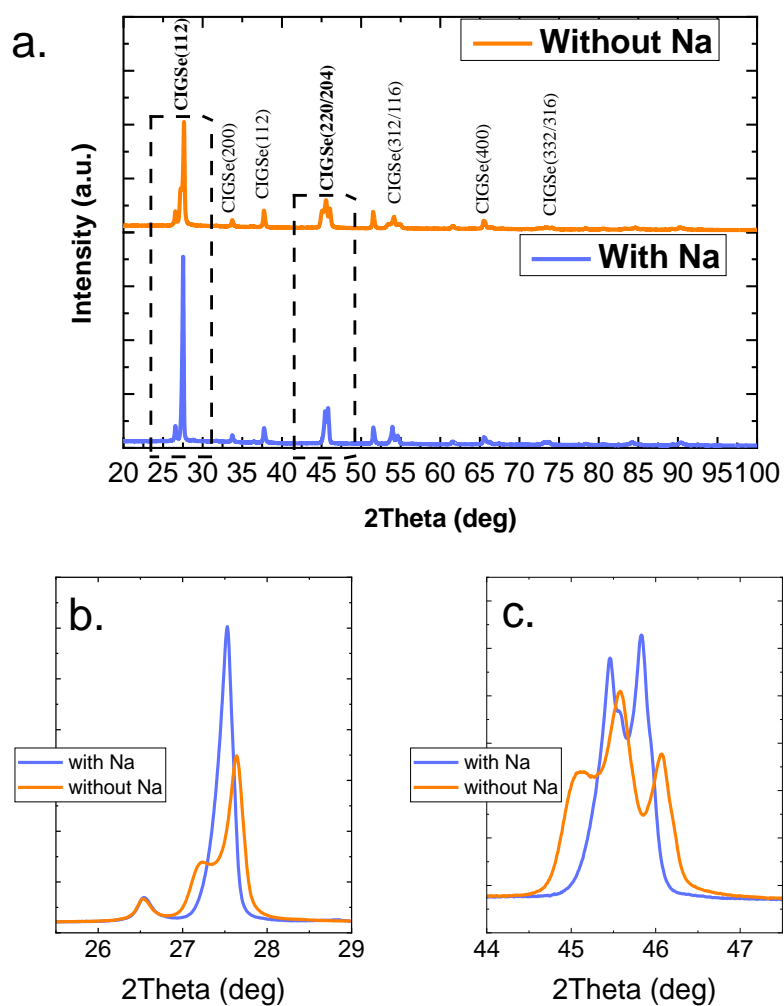 a.
Without Na
CIGSe(112)
CIGSe(200)
CIGSe(112)
CIGSe(220/204)
CIGSe(312/116)
CIGSe(400)
CIGSe(332/316)
With Na
Intensity (a.u.)
20 25 30 35 40 45 50 55 60 65 70 75 80 85 90 95 100
2Theta (deg)
b.
with Na
without Na
26 27 28 29
2Theta (deg)
c.
with Na
without Na
44 45 46 47
2Theta (deg)